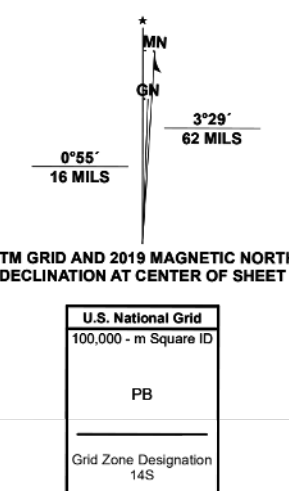 ★
MN
GN
3°29´
62 MILS
0°55´
16 MILS
TM GRID AND 2019 MAGNETIC NORTH
DECLINATION AT CENTER OF SHEET
U.S. National Grid
100,000 - m Square ID
PB
Grid Zone Designation
14S